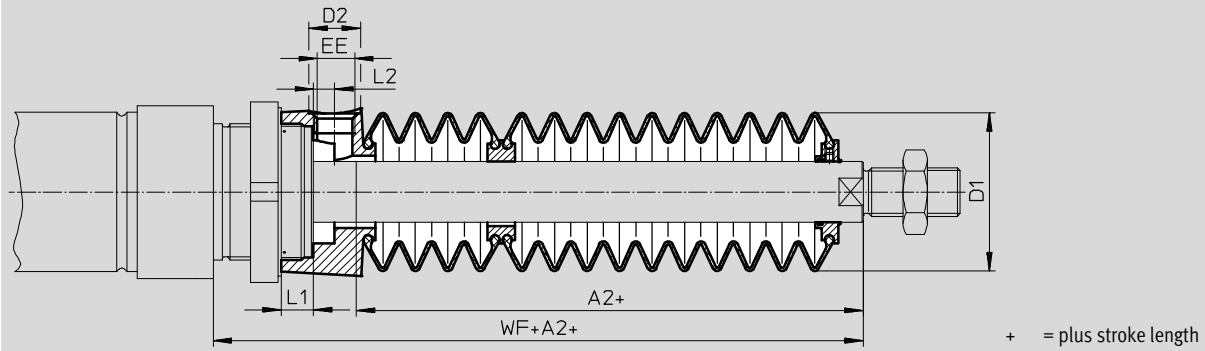 D2
EE
L2
D1
L1
A2+
WF+A2+
+ = plus stroke length